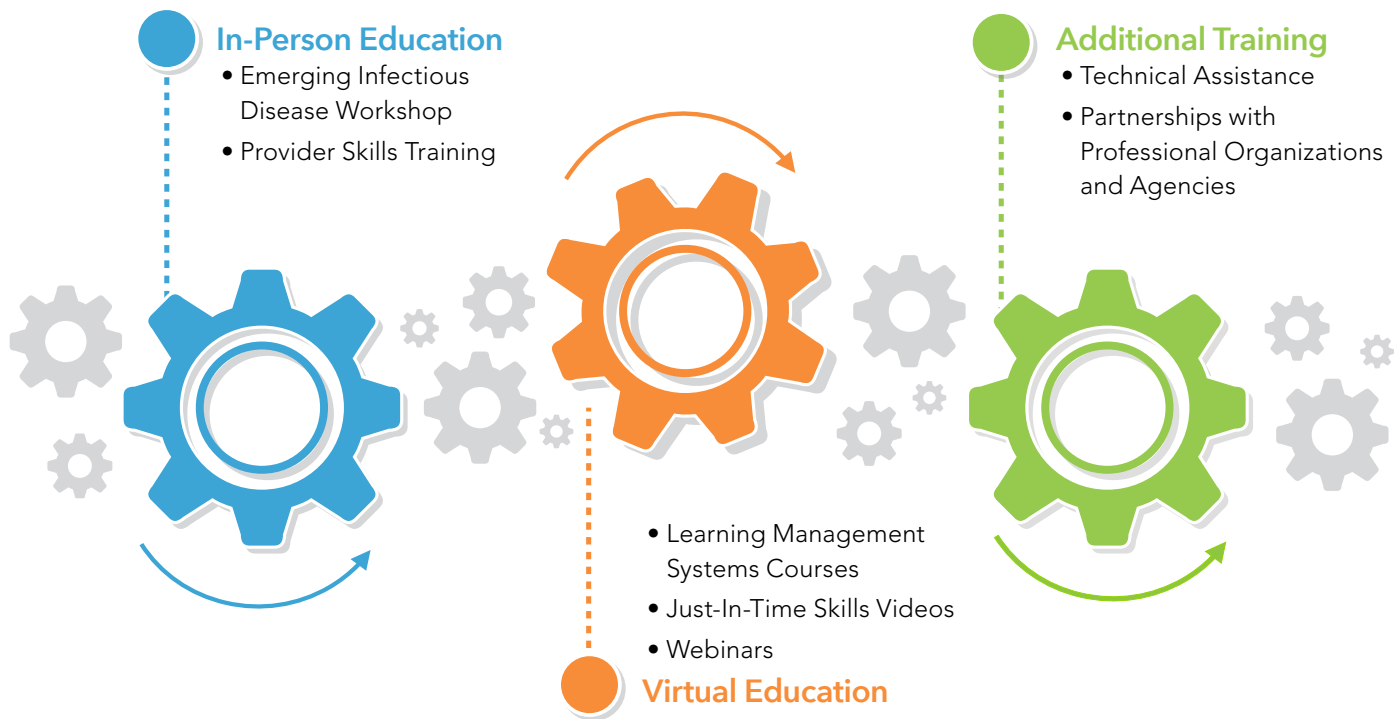 In-Person Education
• Emerging Infectious
Disease Workshop
• Provider Skills Training
Additional Training
• Technical Assistance
• Partnerships with
Professional Organizations
and Agencies
• Learning Management
Systems Courses
• Just-In-Time Skills Videos
• Webinars
Virtual Education